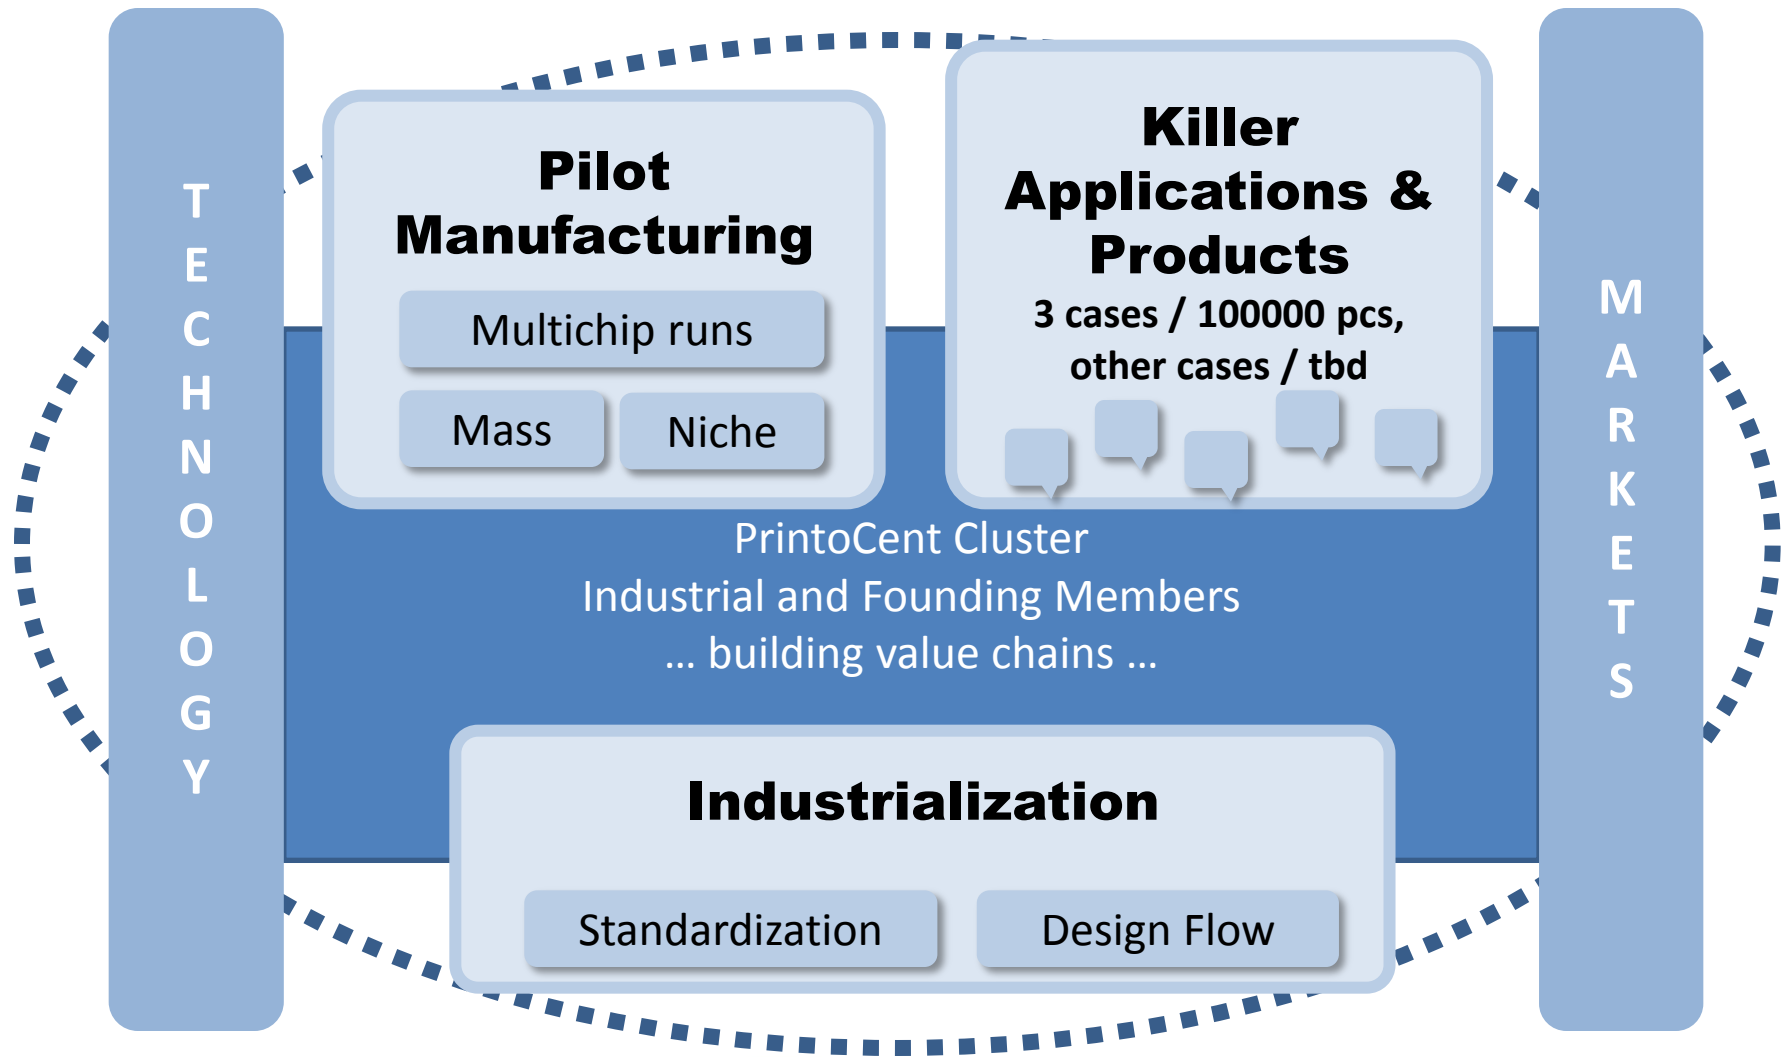 TECHNOLOGY
Pilot
Manufacturing
Multichip runs
Mass
Niche
Killer
Applications &
Products
3 cases / 100000 pcs,
other cases / tbd
PrintoCent Cluster
Industrial and Founding Members
... building value chains ...
Industrialization
Standardization
Design Flow
MARKETS